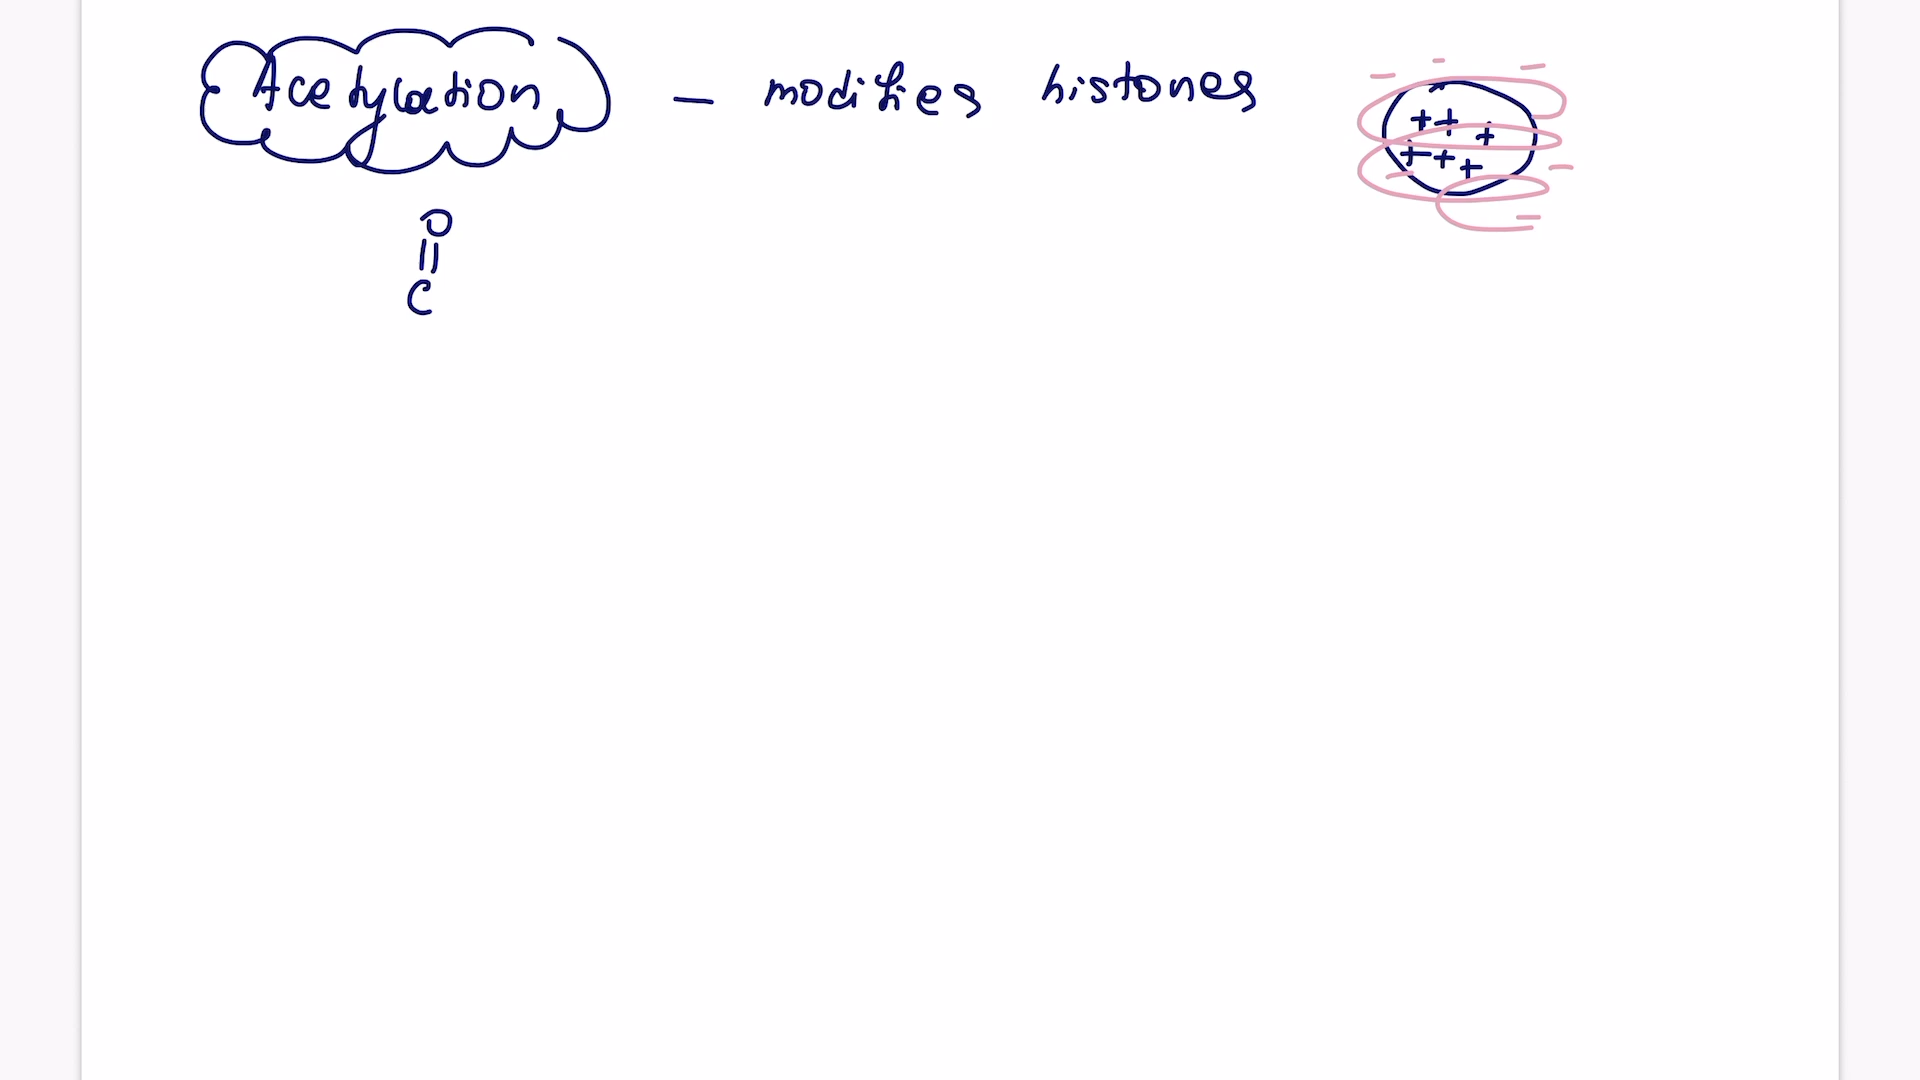 Acetylation – modifies histones
− − −
+ + +
+ + +
− −
−
O
||
C